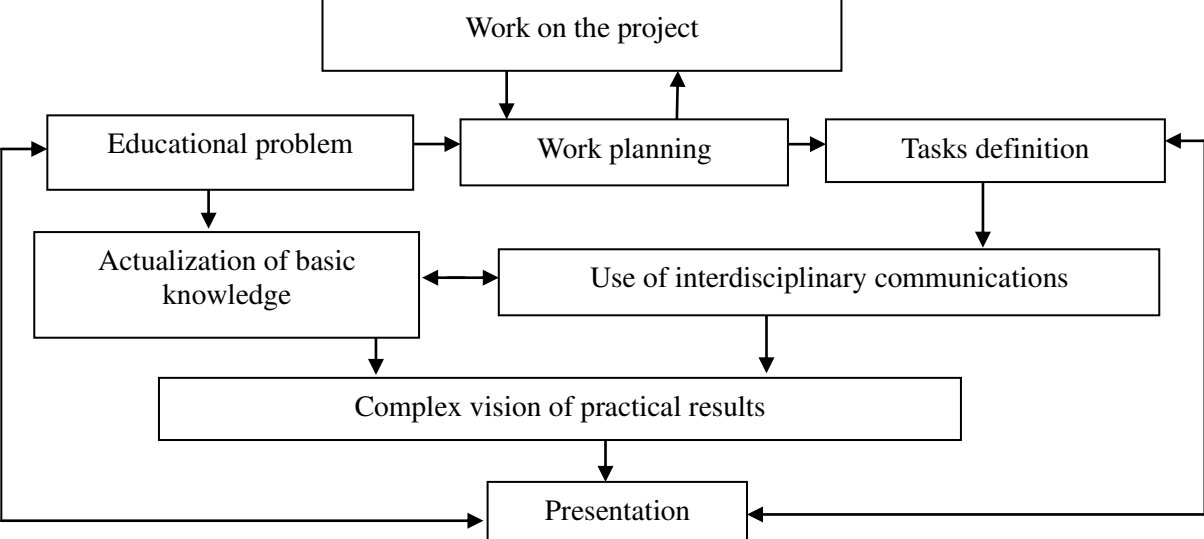 Work on the project
Educational problem
Work planning
Tasks definition
Actualization of basic
knowledge
Use of interdisciplinary communications
Complex vision of practical results
Presentation